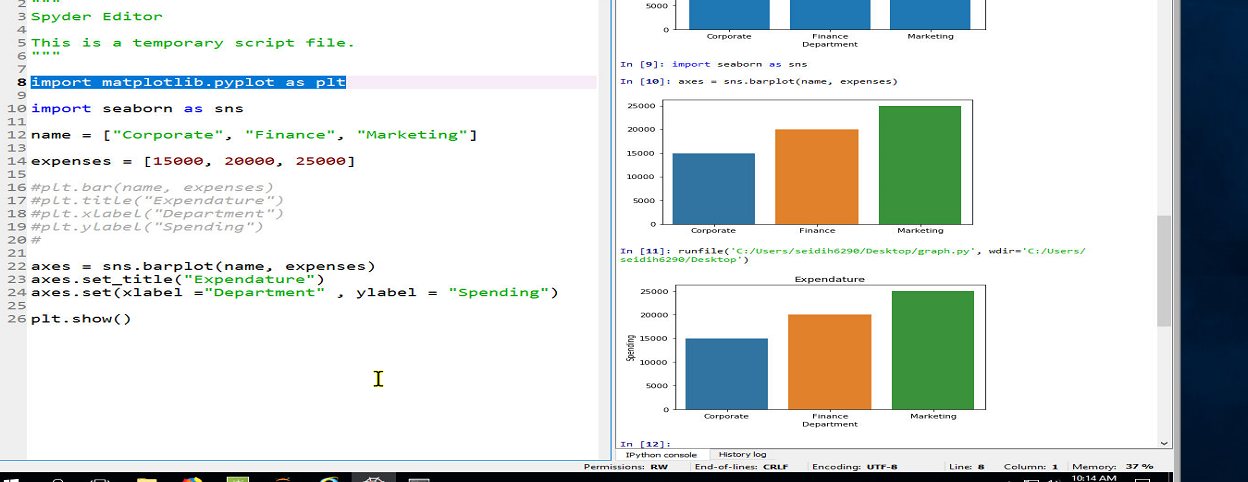 2 """
3 Spyder Editor
4
5 This is a temporary script file.
6 """
7
8 import matplotlib.pyplot as plt
9
10 import seaborn as sns
11
12 name = ["Corporate", "Finance", "Marketing"]
13
14 expenses = [15000, 20000, 25000]
15
16 #plt.bar(name, expenses)
17 #plt.title("Expendature")
18 #plt.xlabel("Department")
19 #plt.ylabel("Spending")
20 #
21
22 axes = sns.barplot(name, expenses)
23 axes.set_title("Expendature")
24 axes.set(xlabel ="Department" , ylabel = "Spending")
25
26 plt.show()
5000
0
Corporate Finance Marketing
Department
In [9]: import seaborn as sns
In [10]: axes = sns.barplot(name, expenses)
25000
20000
15000
10000
5000
0
Corporate Finance Marketing
In [11]: runfile('C:/Users/seidih6290/Desktop/graph.py', wdir='C:/Users/
seidih6290/Desktop')
Expendature
25000
20000
15000
10000
5000
0
Spending
Corporate Finance Marketing
Department
In [12]:
IPython console History log
Permissions: RW End-of-lines: CRLF Encoding: UTF-8 Line: 8 Column: 1 Memory: 37 %
10:14 AM